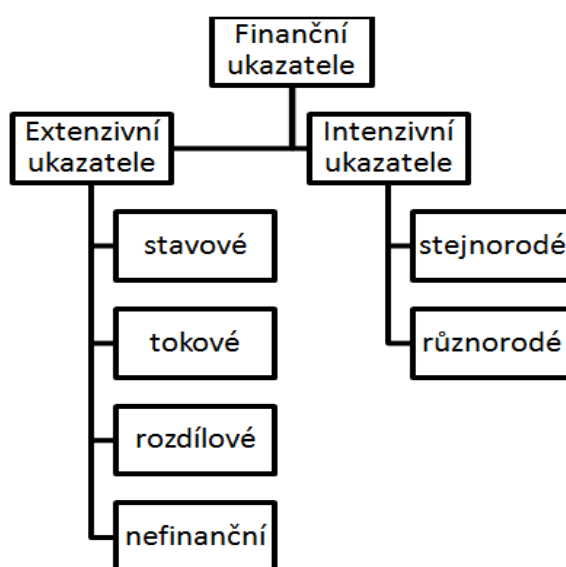 Finanční
ukazatele
Extenzivní
ukazatele
Intenzivní
ukazatele
stavové
tokové
rozdílové
nefinanční
stejnorodé
různorodé